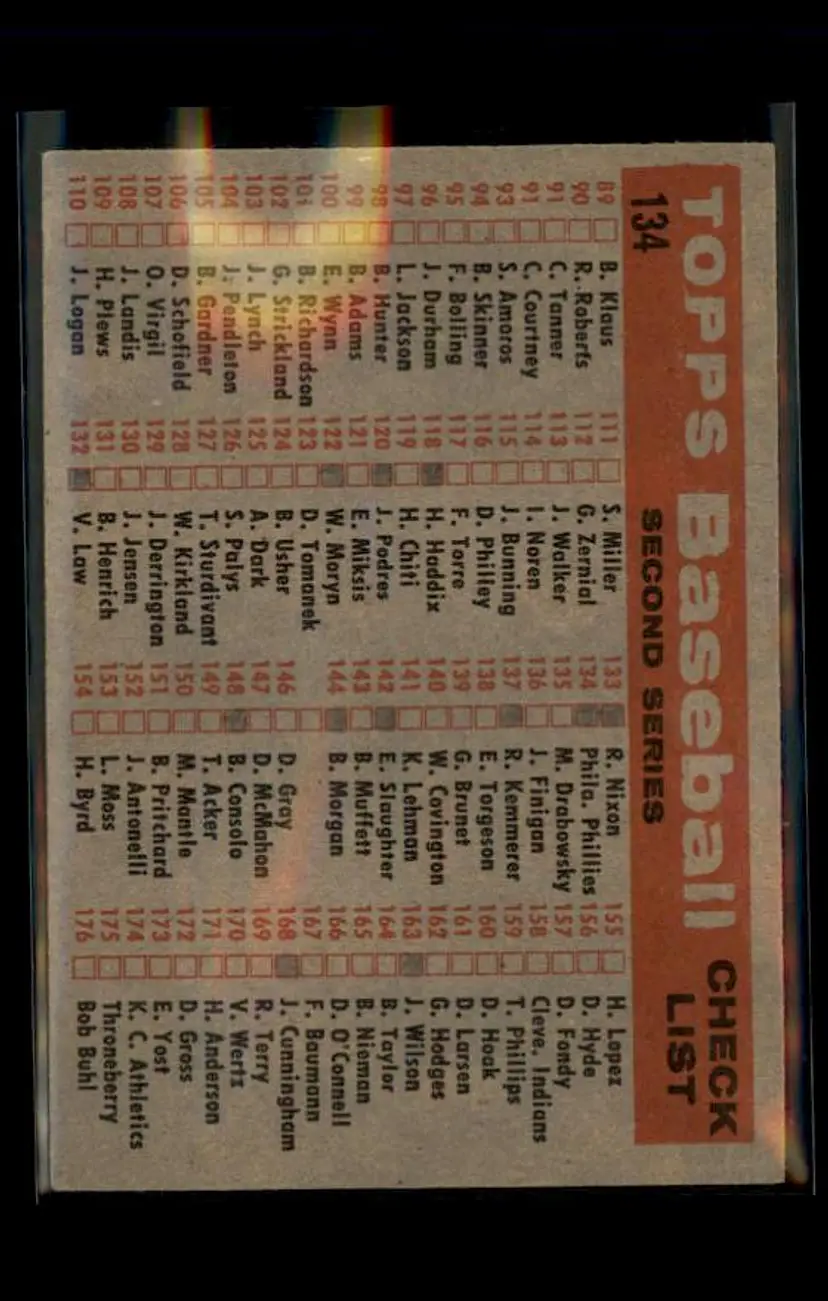 TOPPS Baseball CHECK LIST
134 SECOND SERIES
89 B. Klaus
90 R. Roberts
91 C. Tanner
91 C. Courtney
93 S. Amoros
94 B. Skinner
95 F. Bolling
96 J. Durham
97 L. Jackson
98 B. Hunter
99 B. Adams
100 E. Wynn
101 B. Richardson
102 G. Strickland
103 J. Lynch
104 J. Pendleton
105 B. Gardner
106 D. Schofield
107 O. Virgil
108 J. Landis
109 H. Plews
110 J. Logan
111 S. Miller
112 G. Zernial
113 J. Walker
114 I. Noren
115 J. Bunning
116 D. Philley
117 F. Torre
118 H. Haddix
119 H. Chiti
120 J. Podres
121 E. Miksis
122 W. Moryn
123 D. Tomanek
124 B. Usher
125 A. Dark
126 S. Palys
127 T. Sturdivant
128 W. Kirkland
129 J. Derrington
130 J. Jensen
131 B. Henrich
132 V. Law
133 R. Nixon
134 Phila. Phillies
135 M. Drabowsky
136 J. Finigan
137 R. Kemmerer
138 E. Torgeson
139 G. Brunet
140 W. Covington
141 K. Lehman
142 E. Slaughter
143 B. Muffett
144 B. Morgan
146 D. Gray
147 D. McMahon
148 B. Consolo
149 T. Acker
150 M. Mantle
151 B. Pritchard
152 J. Antonelli
153 L. Moss
154 H. Byrd
155 H. Lopez
156 D. Hyde
157 D. Fondy
158 Cleve. Indians
159 T. Phillips
160 D. Hoak
161 D. Larsen
162 G. Hodges
163 J. Wilson
164 B. Taylor
165 B. Nieman
166 D. O'Connell
167 F. Baumann
168 J. Cunningham
169 R. Terry
170 V. Wertz
171 H. Anderson
172 D. Gross
173 E. Yost
174 K. C. Athletics
175 Throneberry
176 Bob Buhl